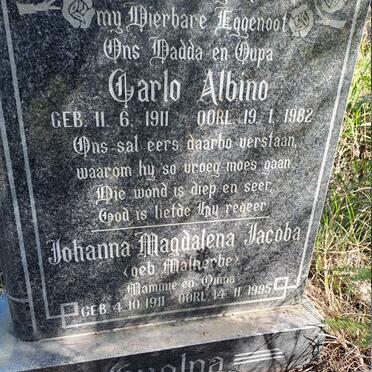 my Dierbare Eggenoot
Ons Dadda en Oupa
Carlo Albino
GEB. 11. 6. 1911 OORL. 19. 1. 1982
Ons sal eers daarbo verstaan,
waarom hy so vroeg moes gaan
Die wond is diep en seer,
God is liefde hy regeer.
Johanna Magdalena Jacoba
(geb. Malherbe)
Mamme en Ouma
GEB. 4.10.1911 OORL. 14.11.1995